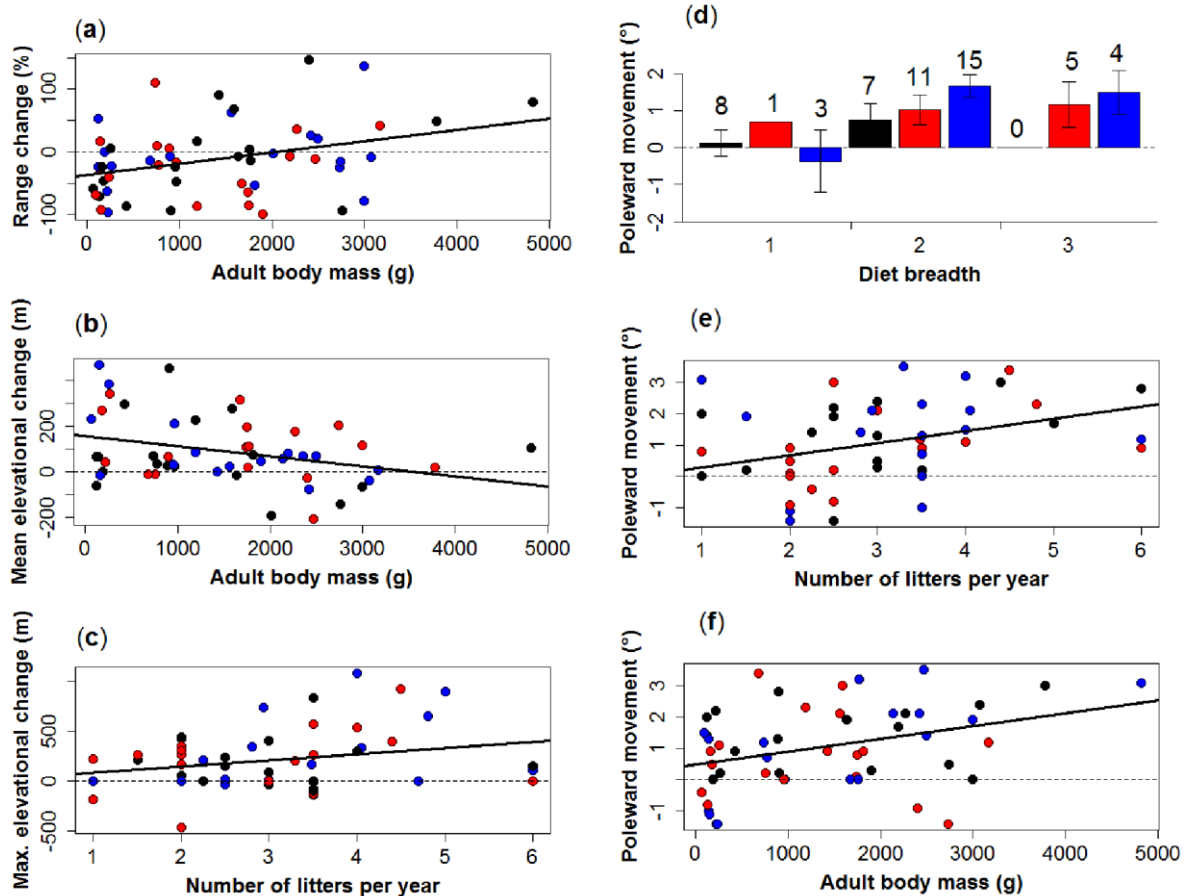 (a)
Range change (%)
100
0
-100
0 1000 2000 3000 4000 5000
Adult body mass (g)
(b)
Mean elevational change (m)
200
0
-200
0 1000 2000 3000 4000 5000
Adult body mass (g)
(c)
Max. elevational change (m)
500
0
-500
1 2 3 4 5 6
Number of litters per year
(d)
Poleward movement (°)
2
1
0
-1
-2
8 1 3 7 11 15 0 5 4
1 2 3
Diet breadth
(e)
Poleward movement (°)
3
1
-1
1 2 3 4 5 6
Number of litters per year
(f)
Poleward movement (°)
3
1
-1
0 1000 2000 3000 4000 5000
Adult body mass (g)